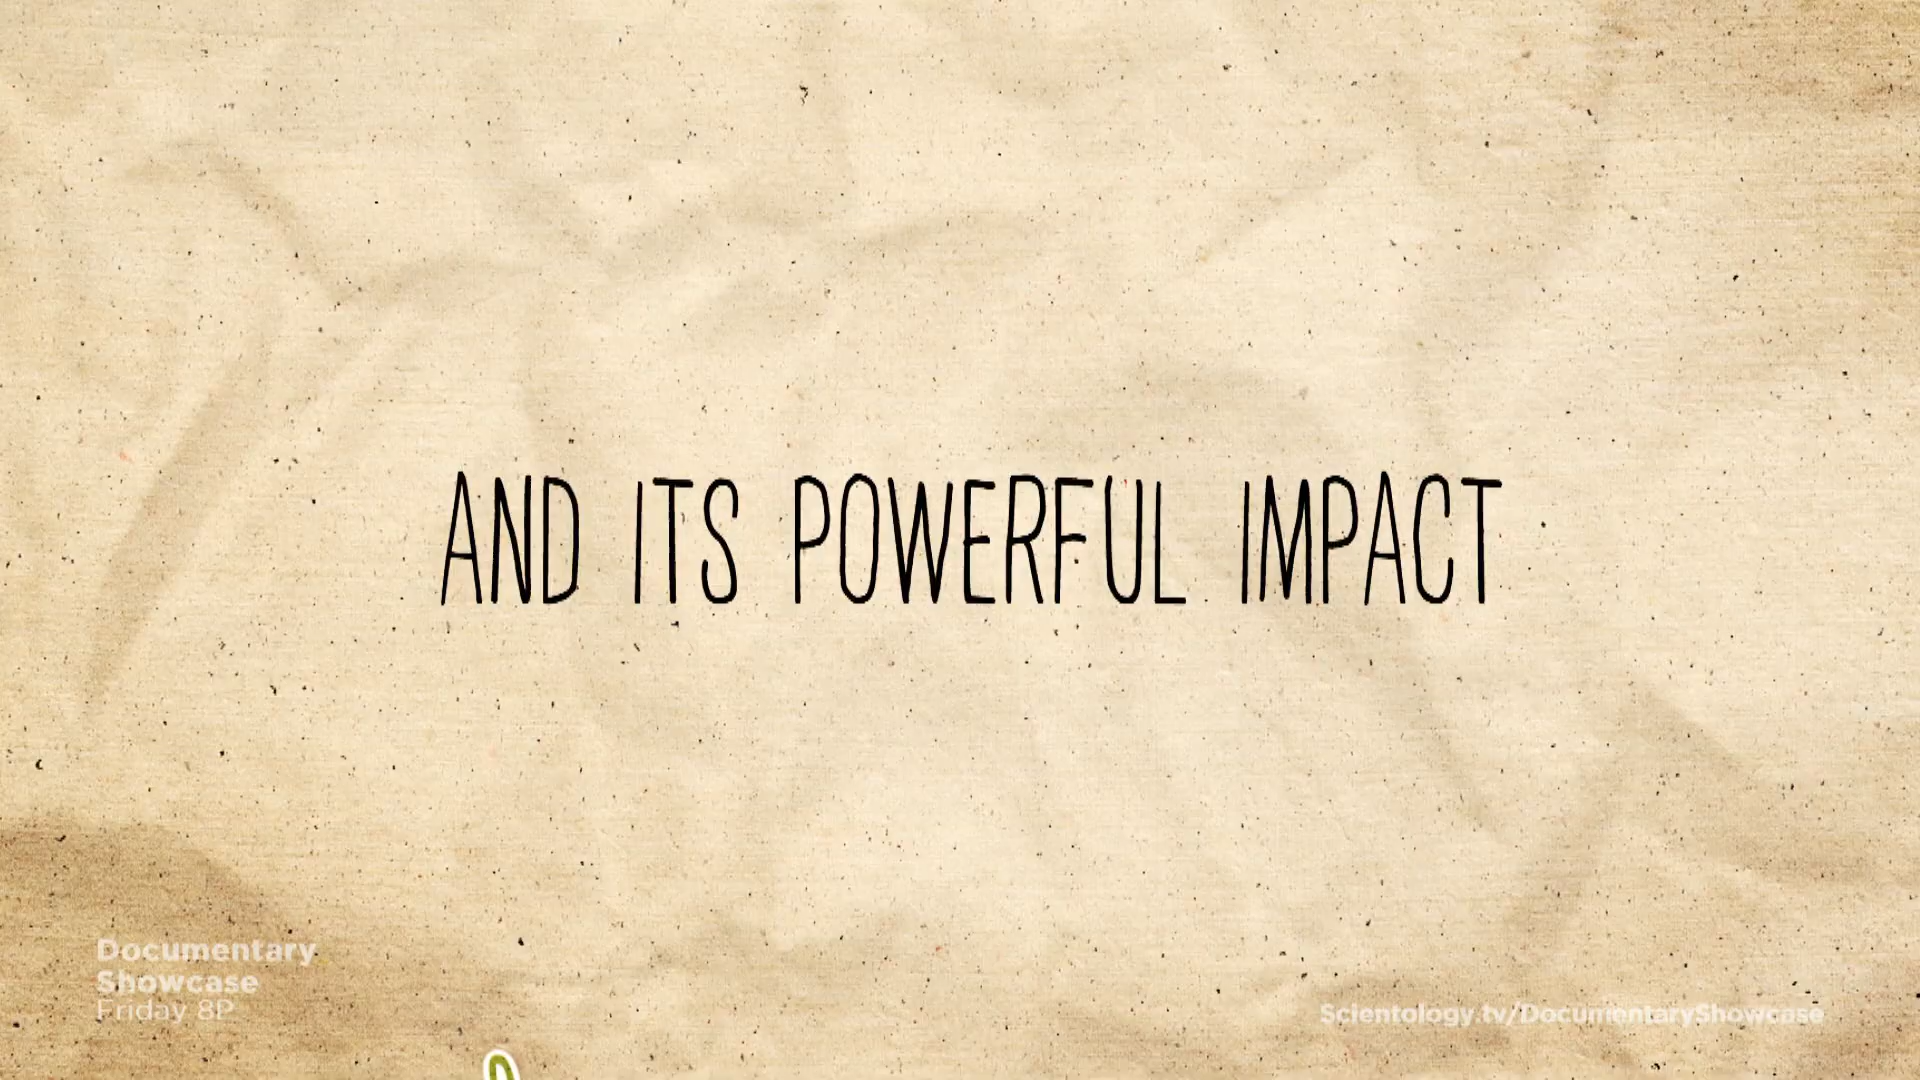 AND ITS POWERFUL IMPACT
Documentary
Showcase
Friday 8P
Scientology.tv/DocumentaryShowcase